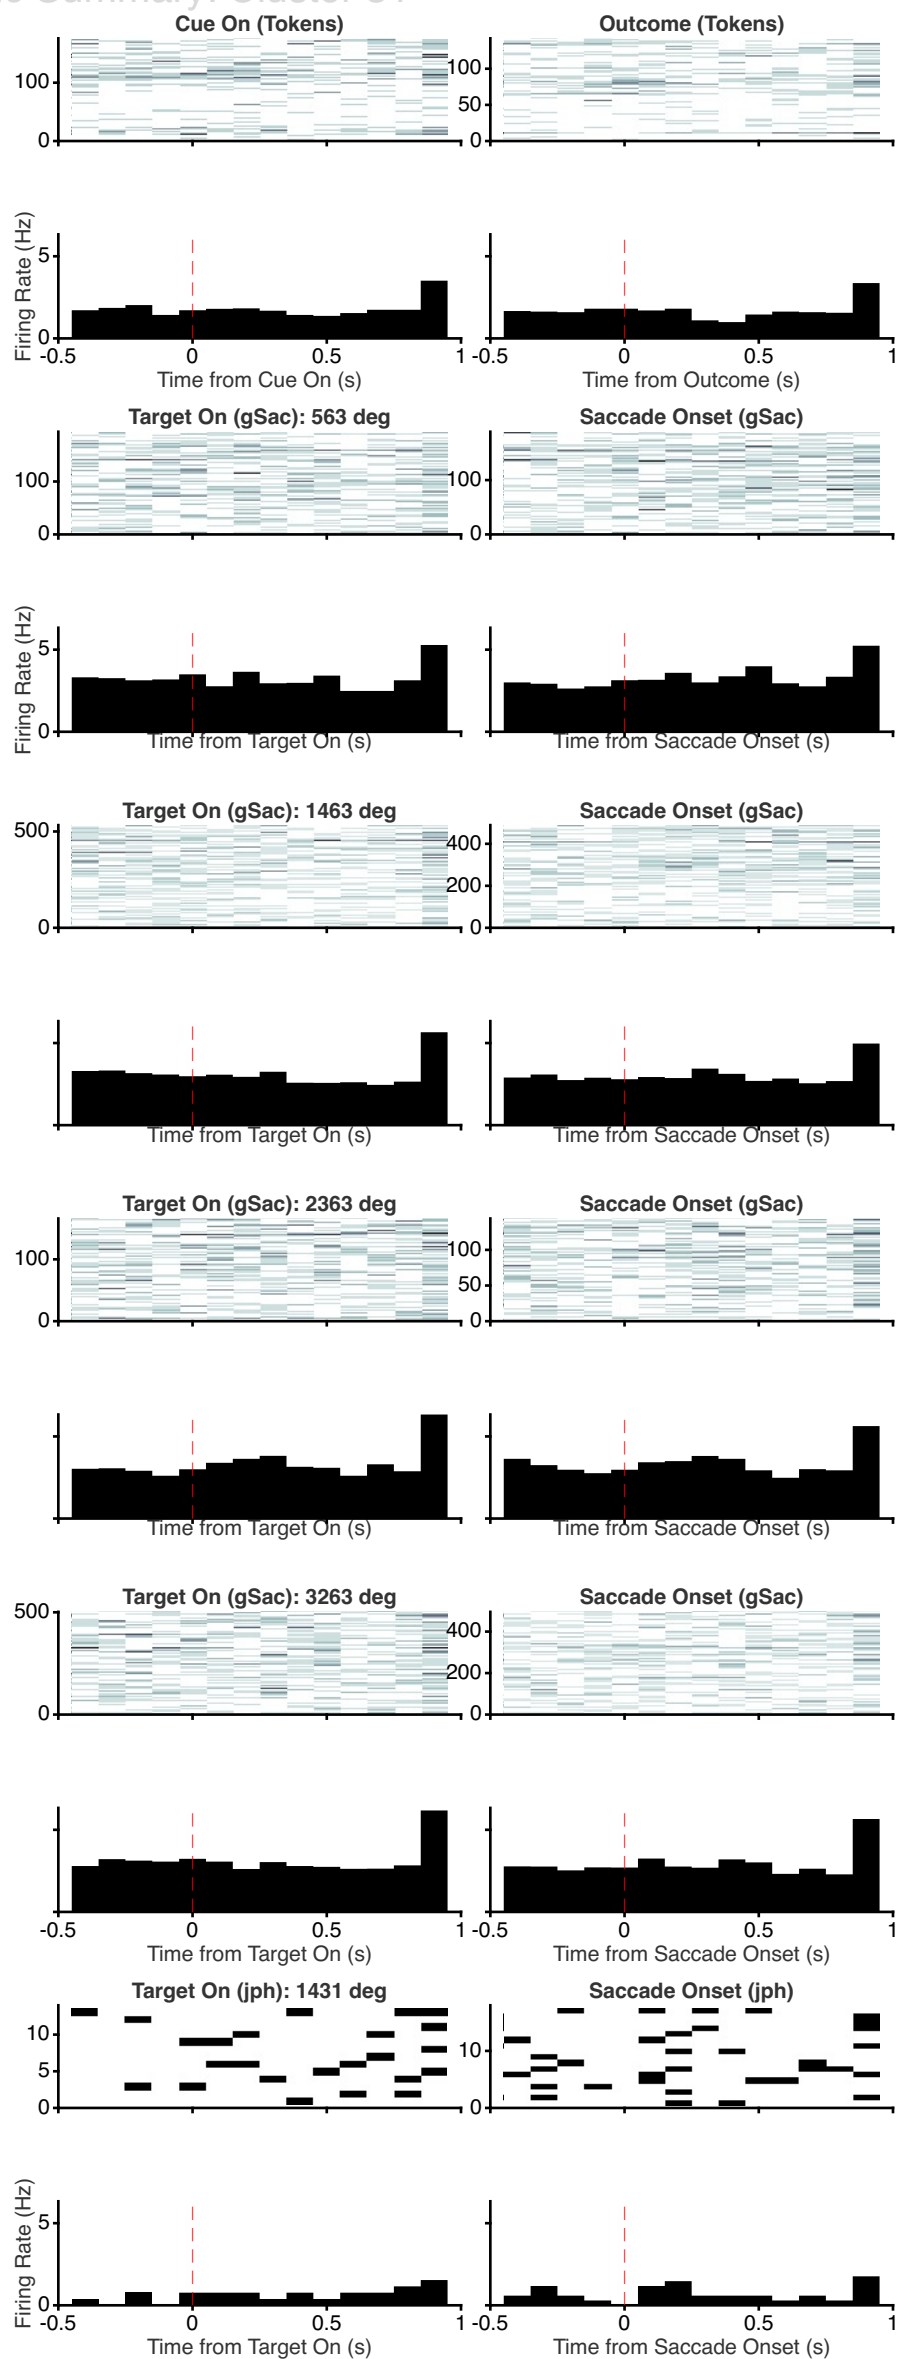 Summary: Cluster
Cue On (Tokens) Outcome (Tokens)
100 100
50
0 0
Firing Rate (Hz)
5
0
-0.5 0 0.5 1 -0.5 0 0.5 1
Time from Cue On (s) Time from Outcome (s)
Target On (gSac): 563 deg Saccade Onset (gSac)
100 100
0 0
Firing Rate (Hz)
5
0
Time from Target On (s) Time from Saccade Onset (s)
Target On (gSac): 1463 deg Saccade Onset (gSac)
500 400
200
0 0
Time from Target On (s) Time from Saccade Onset (s)
Target On (gSac): 2363 deg Saccade Onset (gSac)
100 100
50
0 0
Time from Target On (s) Time from Saccade Onset (s)
Target On (gSac): 3263 deg Saccade Onset (gSac)
500 400
200
0 0
-0.5 0 0.5 1 -0.5 0 0.5 1
Time from Target On (s) Time from Saccade Onset (s)
Target On (jph): 1431 deg Saccade Onset (jph)
10 10
5
0 0
Firing Rate (Hz)
5
0
-0.5 0 0.5 1 -0.5 0 0.5 1
Time from Target On (s) Time from Saccade Onset (s)